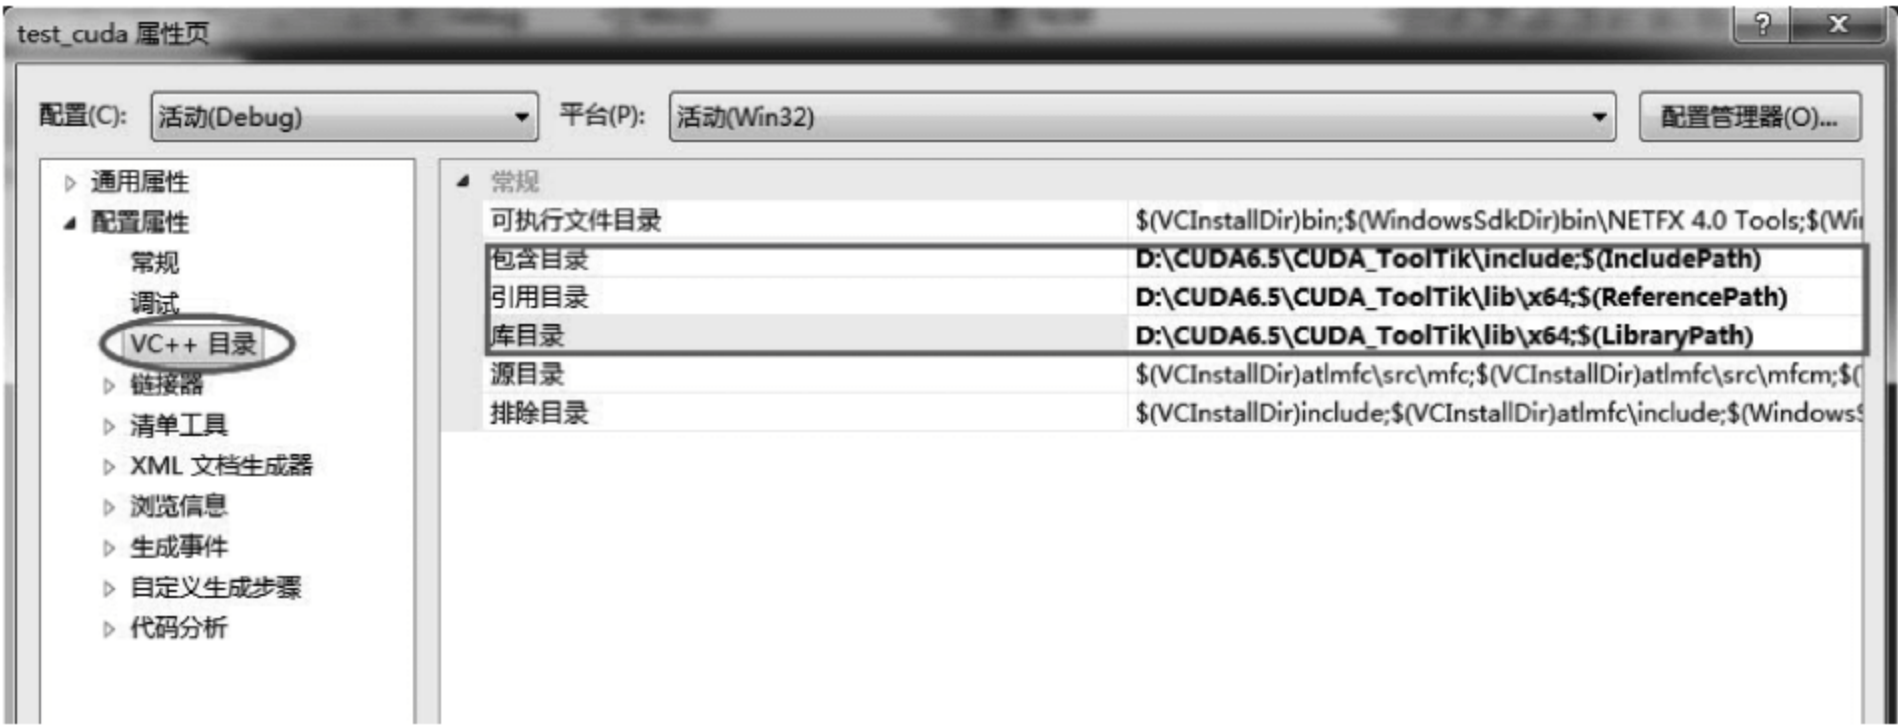 test_cuda 属性页
配置(C): 活动(Debug) 平台(P): 活动(Win32) 配置管理器(O)...
通用属性
配置属性
常规
调试
VC++ 目录
链接器
清单工具
XML 文档生成器
浏览信息
生成事件
自定义生成步骤
代码分析
常规
可执行文件目录 $(VCInstallDir)bin;$(WindowsSdkDir)bin\NETFX 4.0 Tools;$(Wi
包含目录 D:\CUDA6.5\CUDA_ToolTik\include;$(IncludePath)
引用目录 D:\CUDA6.5\CUDA_ToolTik\lib\x64;$(ReferencePath)
库目录 D:\CUDA6.5\CUDA_ToolTik\lib\x64;$(LibraryPath)
源目录 $(VCInstallDir)atlmfc\src\mfc;$(VCInstallDir)atlmfc\src\mfcm;$(
排除目录 $(VCInstallDir)include;$(VCInstallDir)atlmfc\include;$(WindowsS